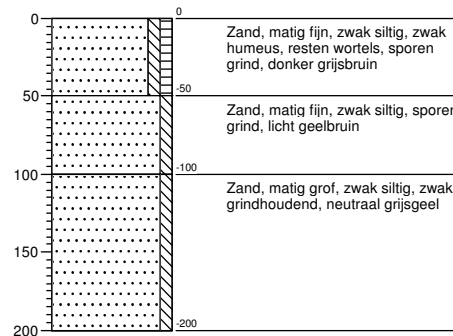 0
0
Zand, matig fijn, zwak siltig, zwak
humeus, resten wortels, sporen
grind, donker grijsbruin
50
-50
Zand, matig fijn, zwak siltig, sporen
grind, licht geelbruin
100
-100
Zand, matig grof, zwak siltig, zwak
grindhoudend, neutraal grijsgeel
150
200
-200